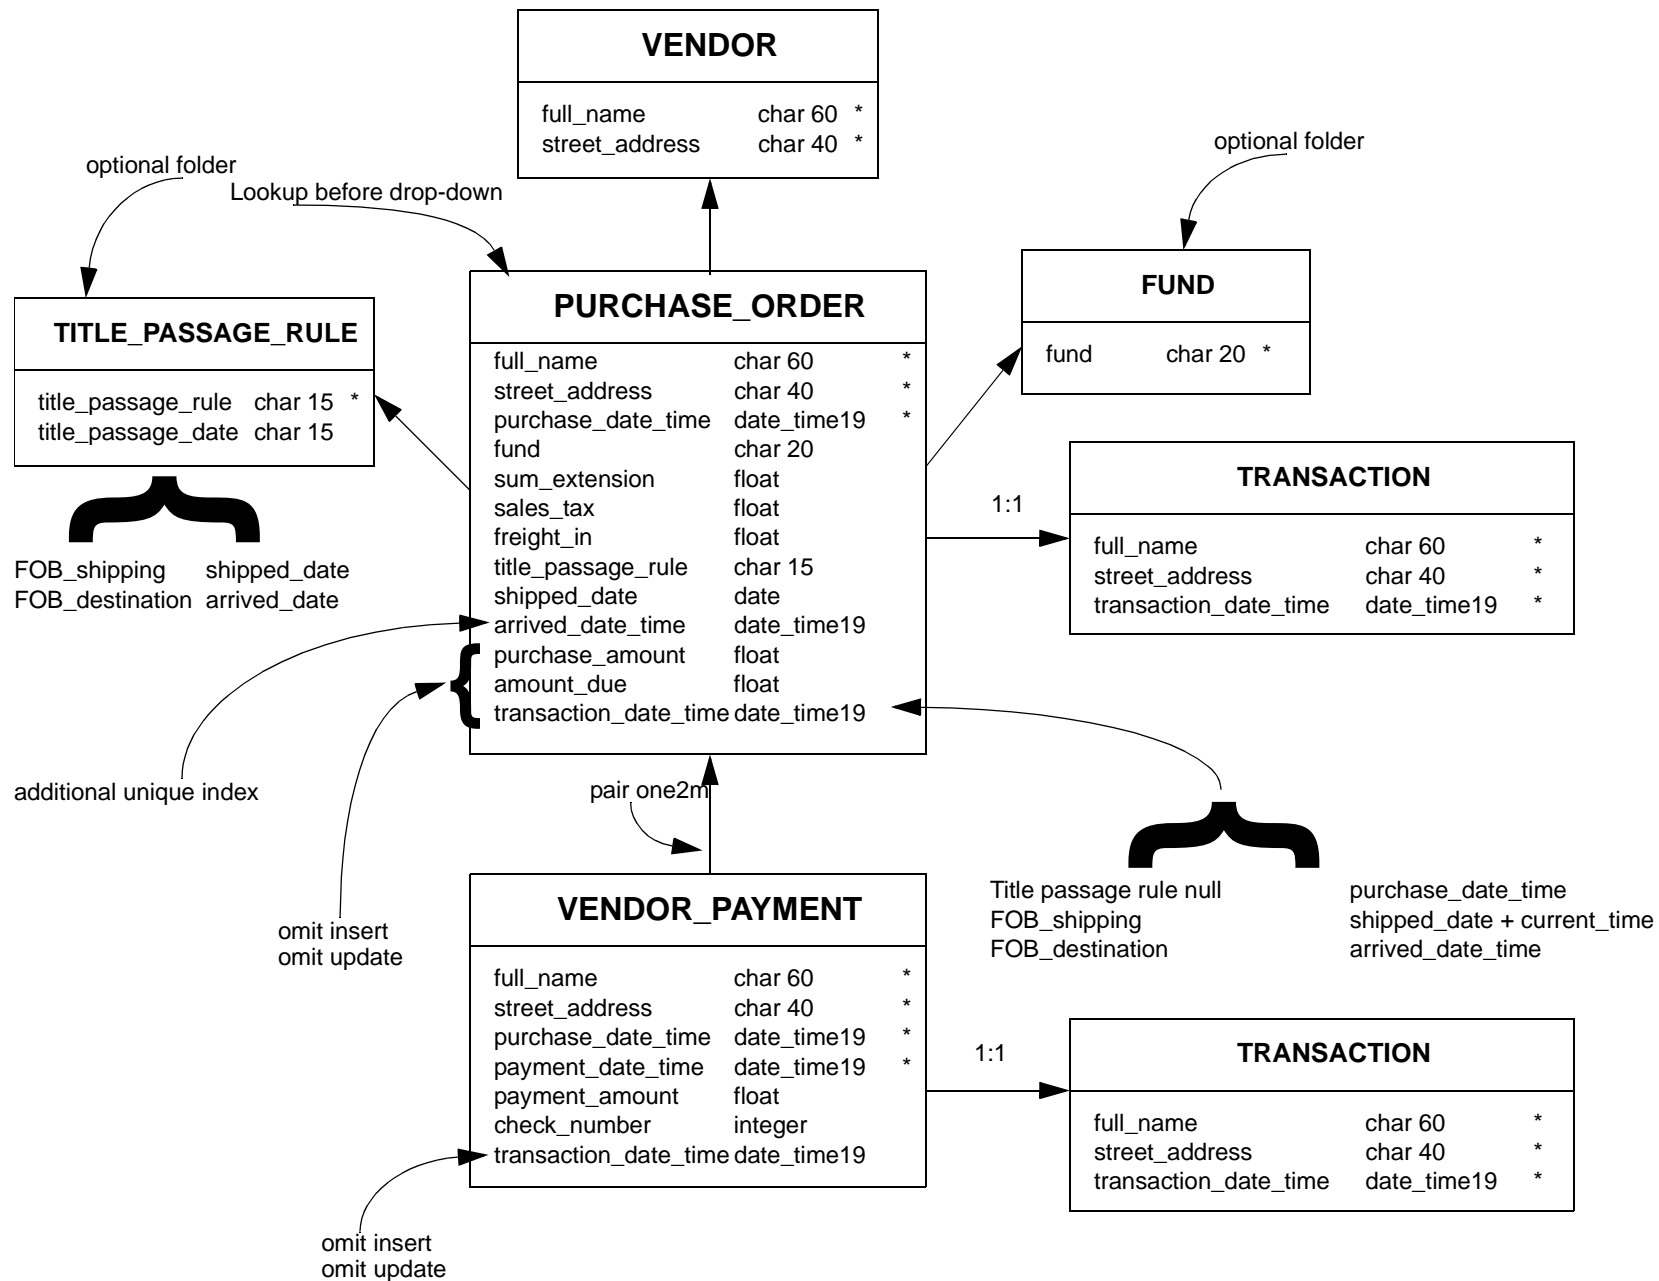 VENDOR
full_name char 60 *
street_address char 40 *
optional folder
optional folder
Lookup before drop-down
FUND
fund char 20 *
TITLE_PASSAGE_RULE
title_passage_rule char 15 *
title_passage_date char 15
FOB_shipping shipped_date
FOB_destination arrived_date
PURCHASE_ORDER
full_name char 60 *
street_address char 40 *
purchase_date_time date_time19 *
fund char 20
sum_extension float
sales_tax float
freight_in float
title_passage_rule char 15
shipped_date date
arrived_date_time date_time19
purchase_amount float
amount_due float
transaction_date_time date_time19
1:1
TRANSACTION
full_name char 60 *
street_address char 40 *
transaction_date_time date_time19 *
additional unique index
pair one2m
omit insert
omit update
Title passage rule null purchase_date_time
FOB_shipping shipped_date + current_time
FOB_destination arrived_date_time
VENDOR_PAYMENT
full_name char 60 *
street_address char 40 *
purchase_date_time date_time19 *
payment_date_time date_time19 *
payment_amount float
check_number integer
transaction_date_time date_time19
1:1
TRANSACTION
full_name char 60 *
street_address char 40 *
transaction_date_time date_time19 *
omit insert
omit update